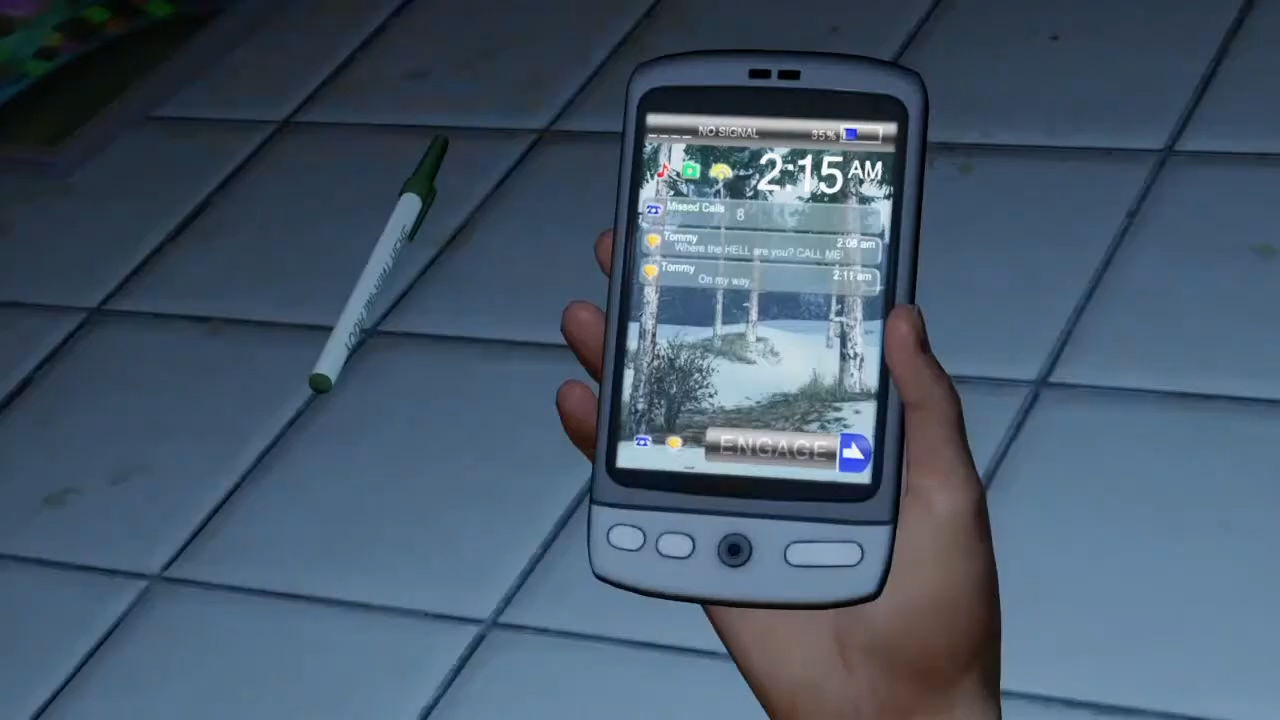 NO SIGNAL 35%
2:15 AM
Missed Calls
8
Tommy 2:08 am
Where the HELL are you? CALL ME!
Tommy 2:11 am
On my way
ENGAGE